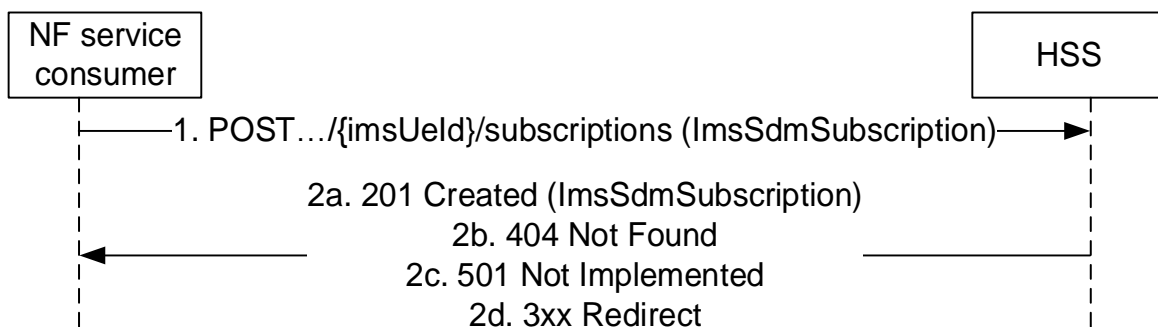 NF service
consumer
HSS
1. POST…/{imsUeId}/subscriptions (ImsSdmSubscription)
2a. 201 Created (ImsSdmSubscription)
2b. 404 Not Found
2c. 501 Not Implemented
2d. 3xx Redirect